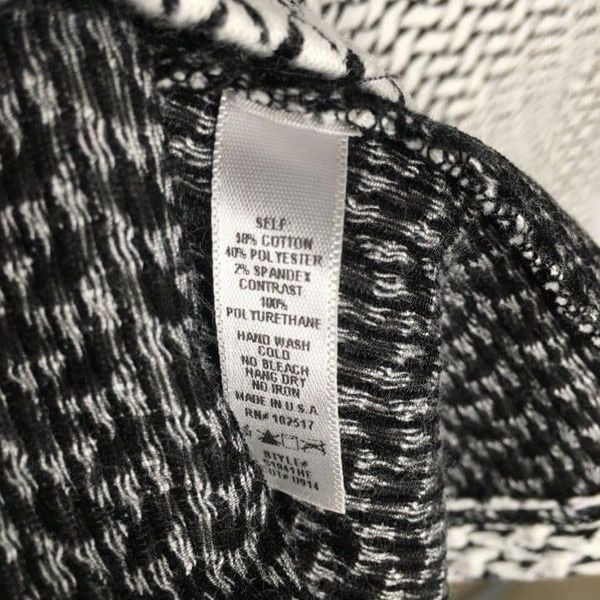 SELF
COTTON
40% POLYESTER
2% SPANDEX
CONTRAST
100%
POLYURETHANE
HAND WASH
COLD
NO BLEACH
HANG DRY
NO IRON
MADE IN U.S.A
RN# 102517
STYLE#